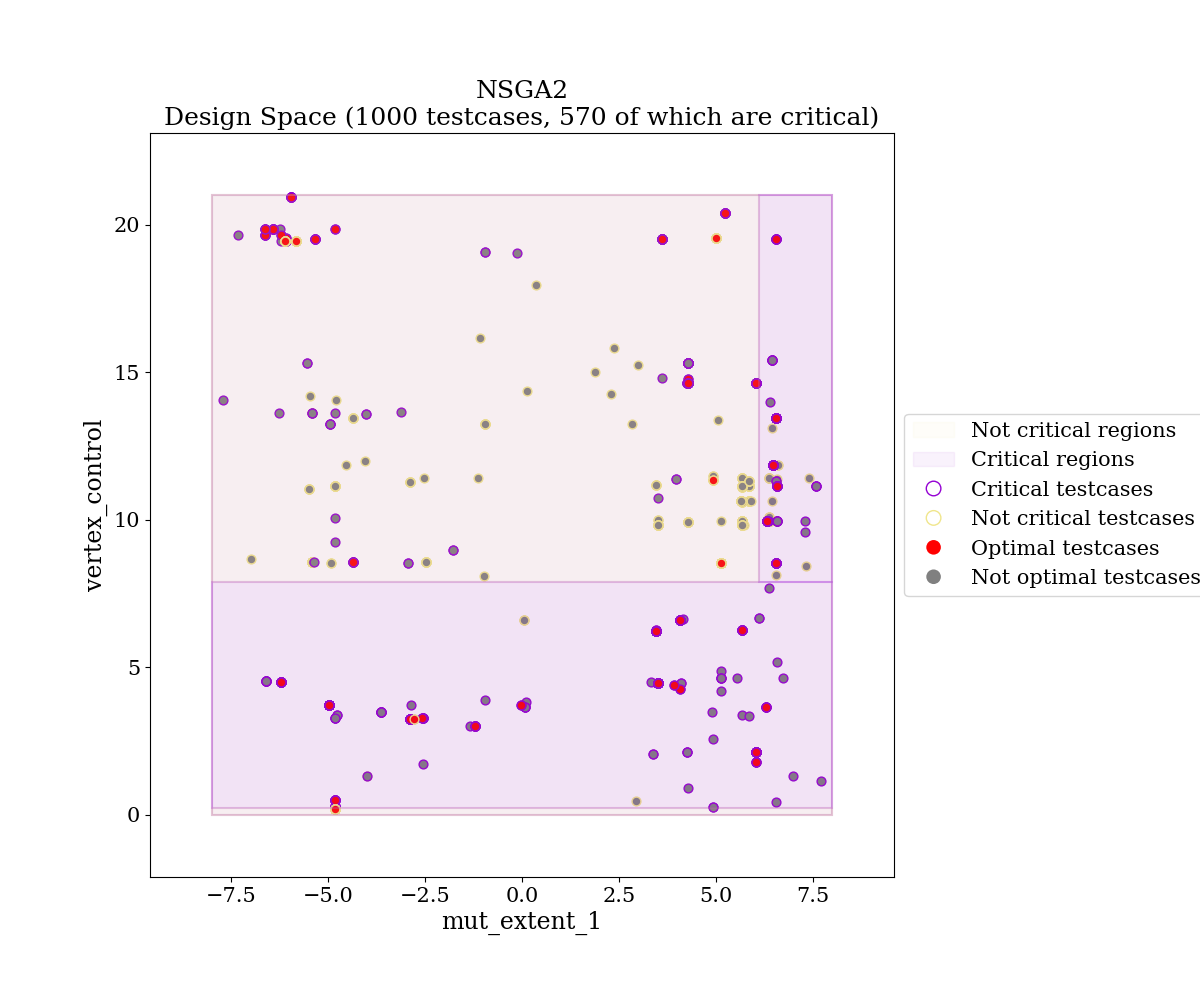 NSGA2
Design Space (1000 testcases, 570 of which are critical)
vertex_control
20
15
10
5
0
−7.5
−5.0
−2.5
0.0
2.5
5.0
7.5
mut_extent_1
Not critical regions
Critical regions
Critical testcases
Not critical testcases
Optimal testcases
Not optimal testcases